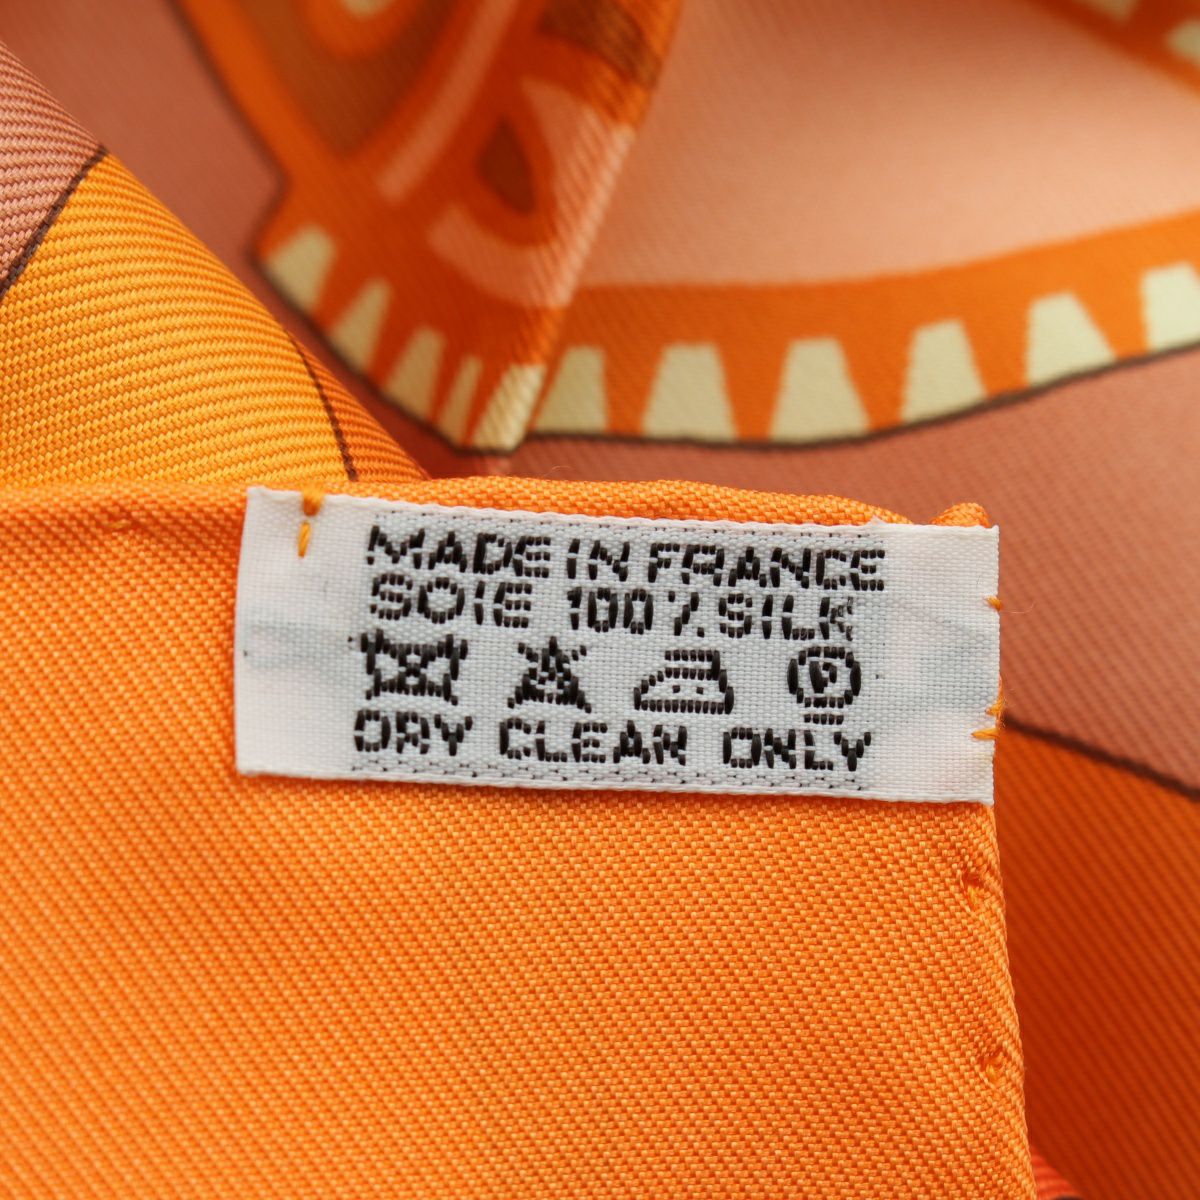 MADE IN FRANCE
SOIE 100% SILK
P
DRY CLEAN ONLY